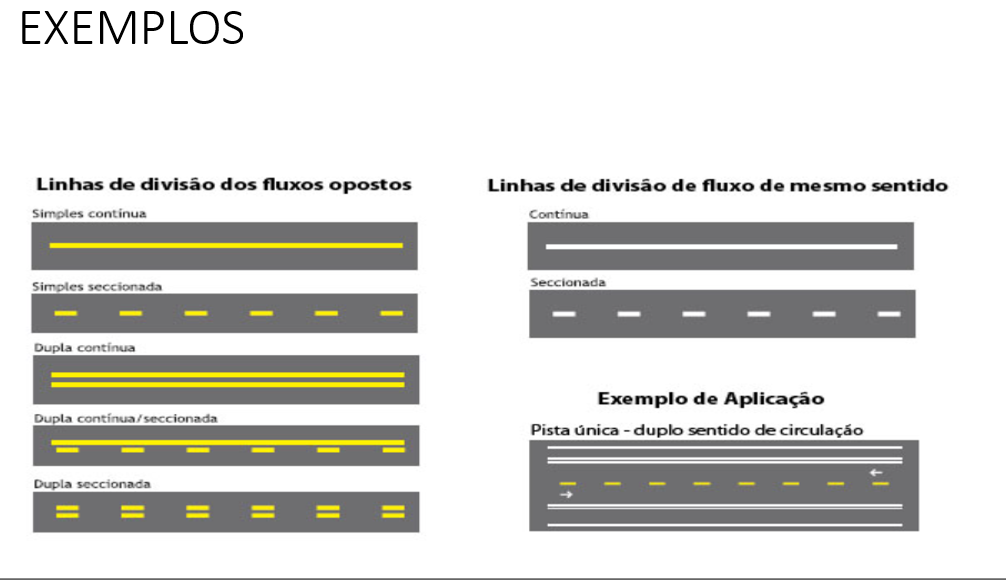 EXEMPLOS
Linhas de divisão dos fluxos opostos
Simples contínua
Simples seccionada
Dupla contínua
Dupla contínua/seccionada
Dupla seccionada
Linhas de divisão de fluxo de mesmo sentido
Contínua
Seccionada
Exemplo de Aplicação
Pista única - duplo sentido de circulação